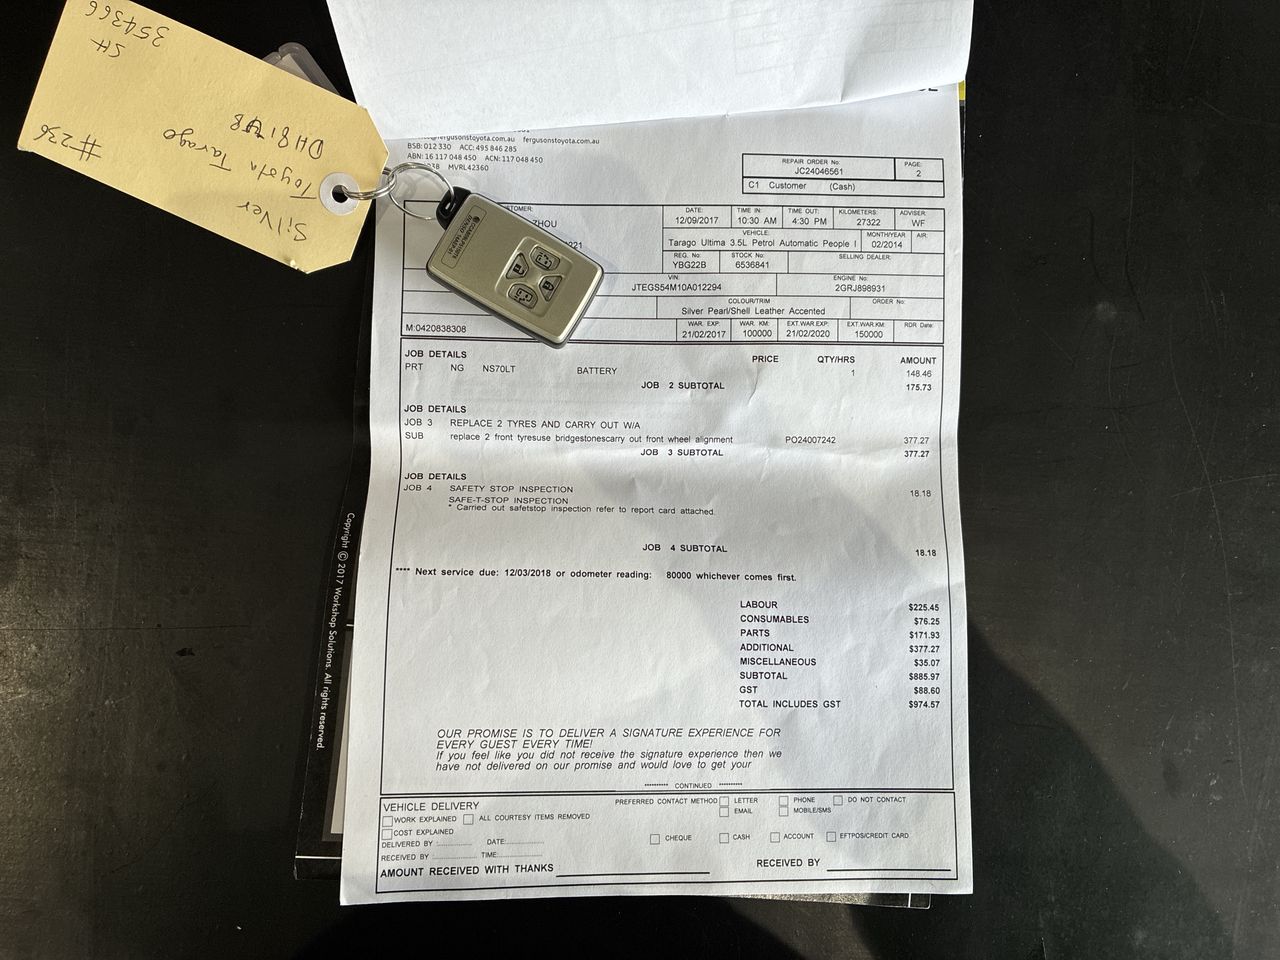 #236
Silver
Toyota Tarago
SH
354366
fergusonstoyota.com.au fergusonstoyota.com.au
BSB: 012 330 ACC: 495 846 285
ABN: 16 117 048 450 ACN: 117 048 450
MVRL42360
REPAIR ORDER No:
JC24046561
PAGE:
2
C1 Customer (Cash)
ZHOU
DATE:
12/09/2017
TIME IN:
10:30 AM
TIME OUT:
4:30 PM
KILOMETERS:
27322
ADVISER:
WF
VEHICLE:
Tarago Ultima 3.5L Petrol Automatic People I
MONTH/YEAR
02/2014
AIR
REG. No:
YBG22B
STOCK No:
6536841
SELLING DEALER:
VIN:
JTEGS54M10A012294
ENGINE No:
2GRJ898931
COLOUR/TRIM
Silver Pearl/Shell Leather Accented
ORDER No:
M:0420838308
WAR. EXP:
21/02/2017
WAR. KM:
100000
EXT.WAR.EXP:
21/02/2020
EXT.WAR.KM:
150000
RDR Date:
JOB DETAILS PRICE QTY/HRS AMOUNT
PRT NG NS70LT BATTERY 1 148.46
JOB 2 SUBTOTAL 175.73
JOB DETAILS
JOB 3 REPLACE 2 TYRES AND CARRY OUT W/A
SUB replace 2 front tyresuse bridgestonescarry out front wheel alignment PO24007242 377.27
JOB 3 SUBTOTAL 377.27
JOB DETAILS
JOB 4 SAFETY STOP INSPECTION 18.18
SAFE-T-STOP INSPECTION
* Carried out safetstop inspection refer to report card attached.
JOB 4 SUBTOTAL 18.18
**** Next service due: 12/03/2018 or odometer reading: 80000 whichever comes first.
LABOUR $225.45
CONSUMABLES $76.25
PARTS $171.93
ADDITIONAL $377.27
MISCELLANEOUS $35.07
SUBTOTAL $885.97
GST $88.60
TOTAL INCLUDES GST $974.57
OUR PROMISE IS TO DELIVER A SIGNATURE EXPERIENCE FOR
EVERY GUEST EVERY TIME!
If you feel like you did not receive the signature experience then we
have not delivered on our promise and would love to get your
********** CONTINUED **********
VEHICLE DELIVERY
WORK EXPLAINED ALL COURTESY ITEMS REMOVED
COST EXPLAINED
DELIVERED BY DATE:
RECEIVED BY TIME:
PREFERRED CONTACT METHOD LETTER PHONE DO NOT CONTACT
EMAIL MOBILE/SMS
CHEQUE CASH ACCOUNT EFTPOS/CREDIT CARD
AMOUNT RECEIVED WITH THANKS
RECEIVED BY
Copyright © 2017 Workshop Solutions. All rights reserved.